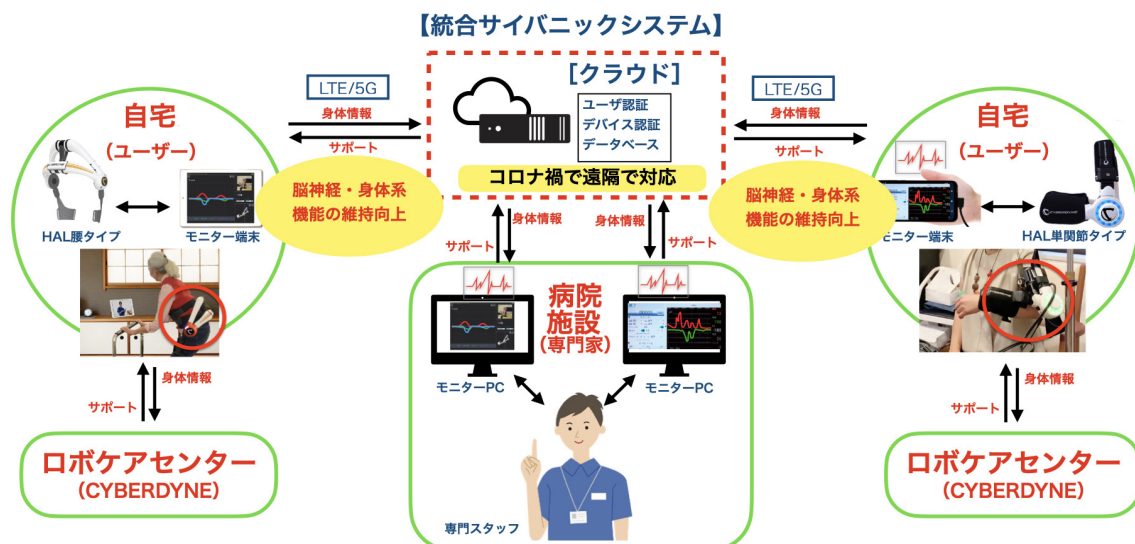 【統合サイバニックシステム】
LTE/5G
[クラウド]
LTE/5G
身体情報
サポート
ユーザ認証
デバイス認証
データベース
身体情報
サポート
コロナ禍で遠隔で対応
自宅
(ユーザー)
HAL腰タイプ
モニター端末
脳神経・身体系
機能の維持向上
脳神経・身体系
機能の維持向上
自宅
(ユーザー)
モニター端末
CYBERDYNE
HAL単関節タイプ
身体情報
サポート
身体情報
サポート
病院
施設
(専門家)
モニターPC
モニターPC
専門スタッフ
身体情報
サポート
ロボケアセンター
(CYBERDYNE)
身体情報
サポート
ロボケアセンター
(CYBERDYNE)